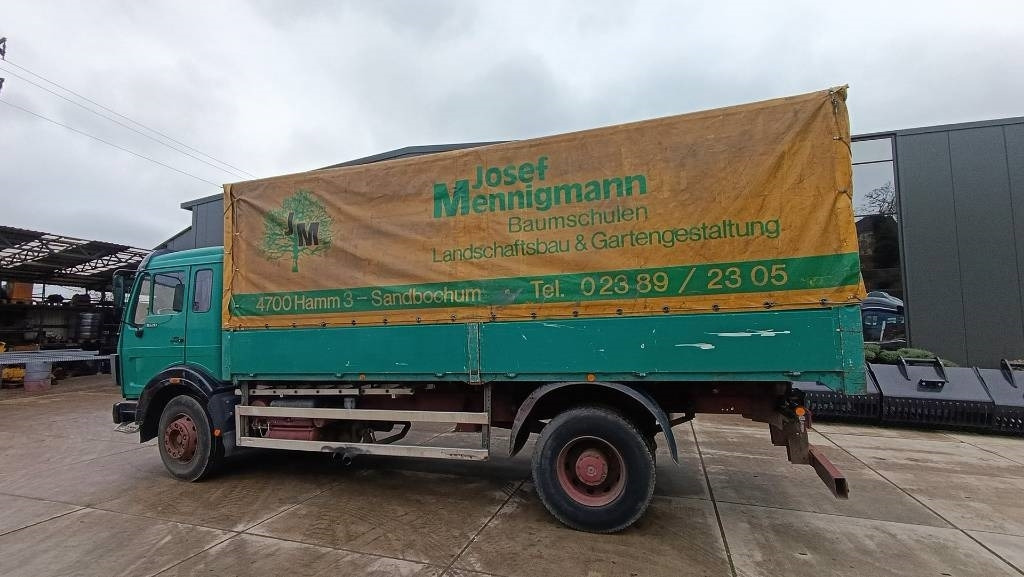 JM
Josef
Mennigmann
Baumschulen
Landschaftsbau & Gartengestaltung
4700 Hamm 3 - Sandbochum Tel. 0 23 89 / 23 05